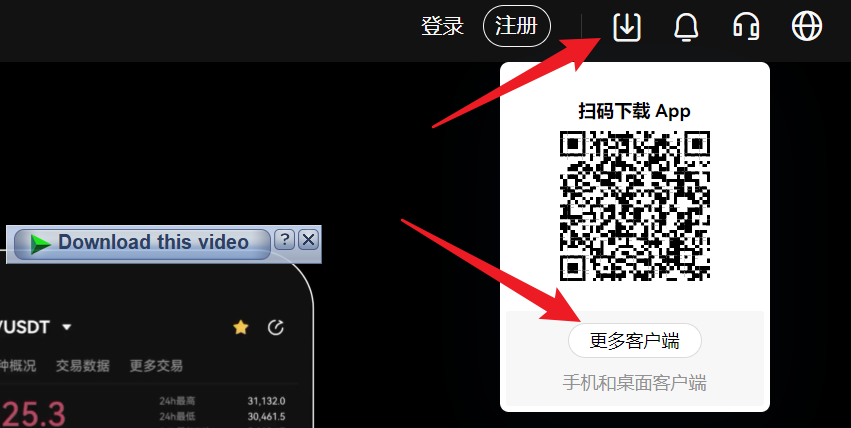 登录 注册
扫码下载 App
Download this video ? X
/USDT
种概况 交易数据 更多交易
24h最高 31,132.0
25.3
24h最低 30,461.5
更多客户端
手机和桌面客户端